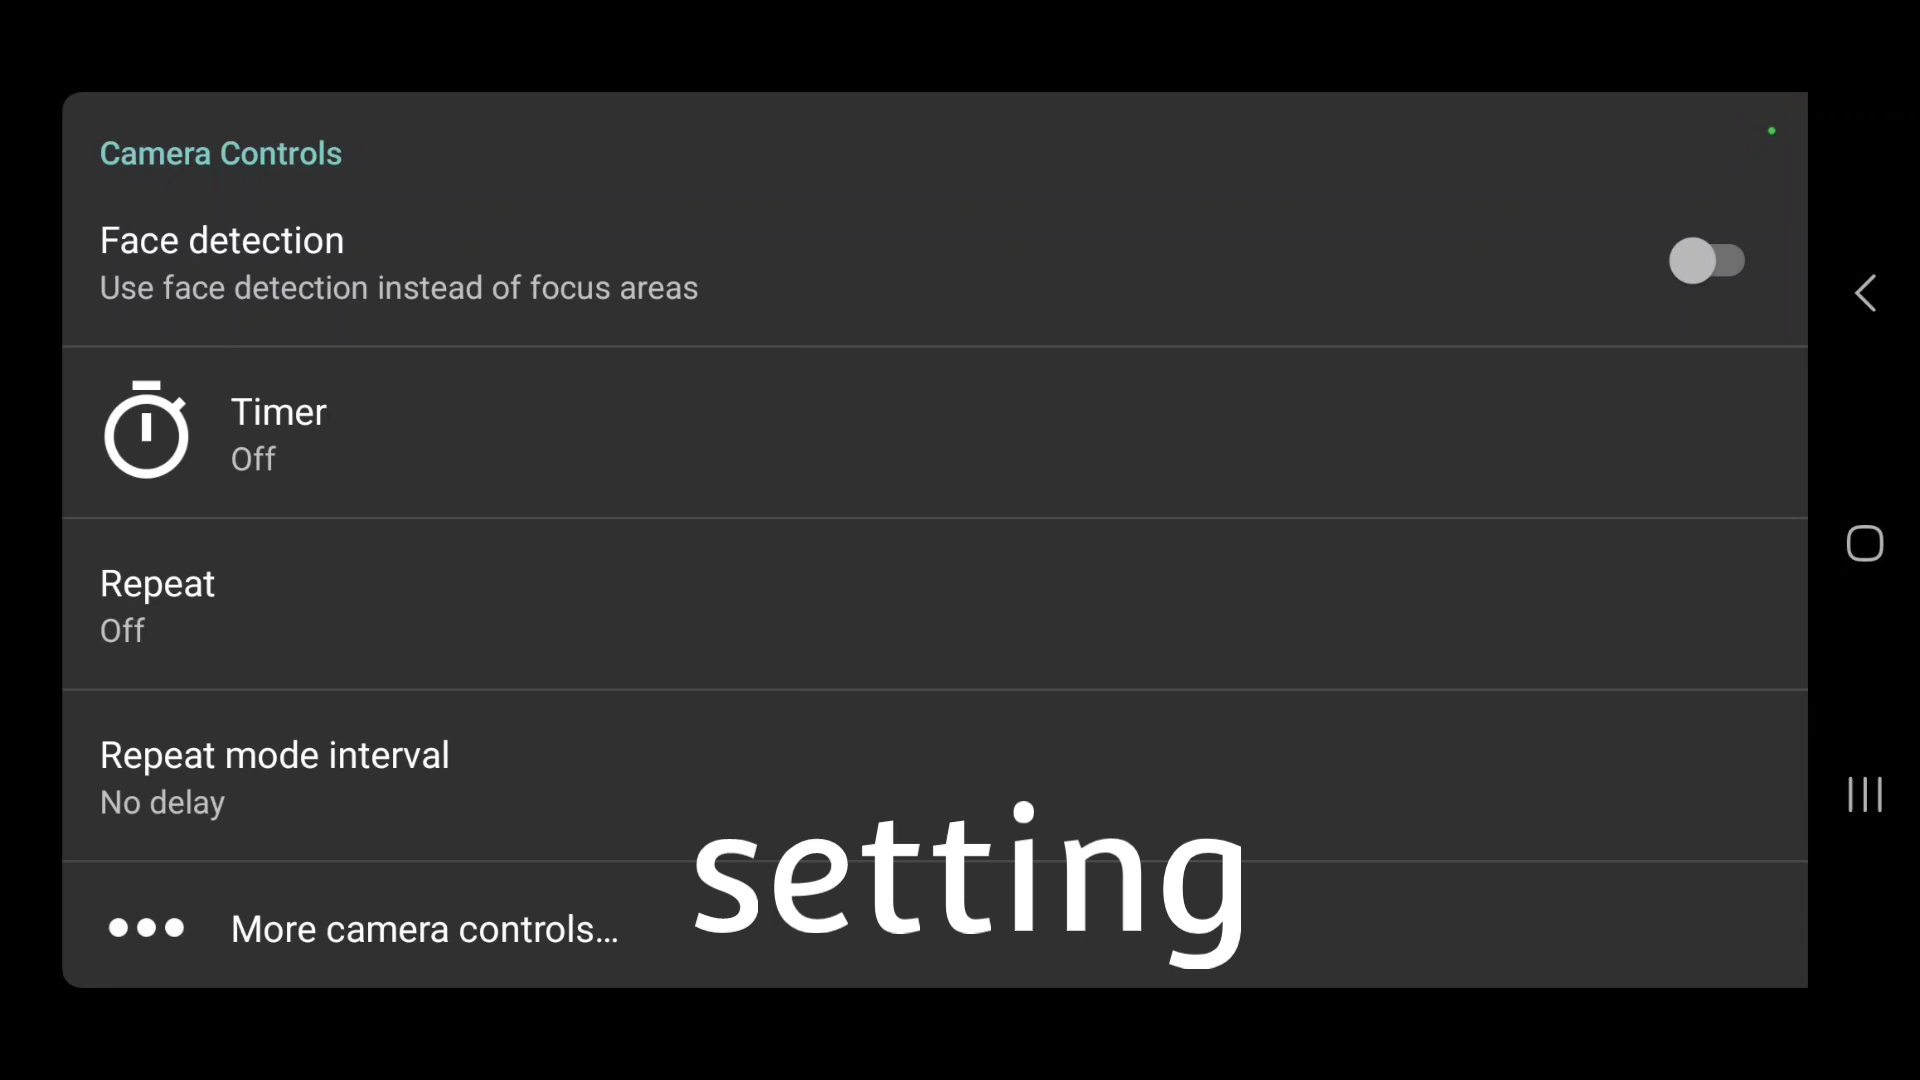 Camera Controls
Face detection
Use face detection instead of focus areas
Timer
Off
Repeat
Off
Repeat mode interval
No delay
More camera controls...
setting